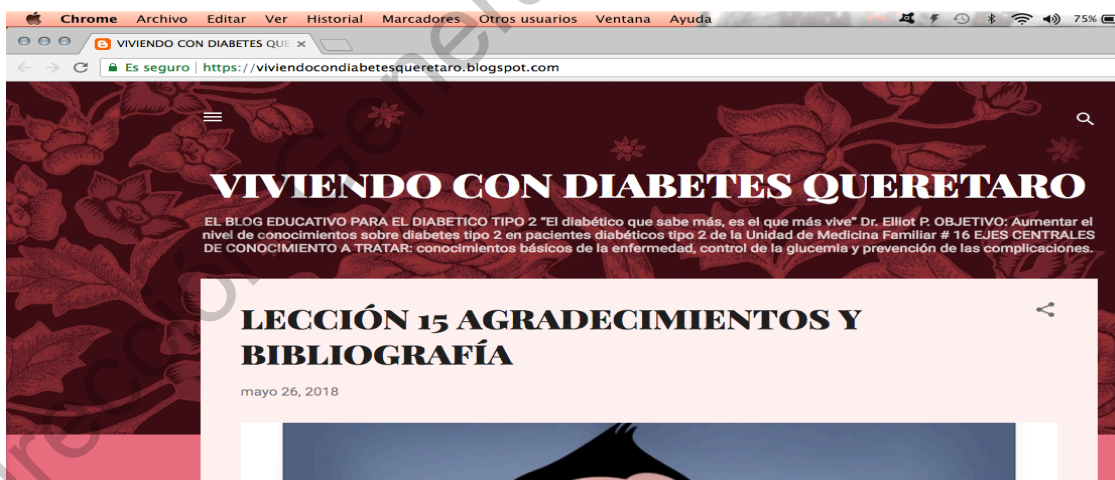 Chrome Archivo Editar Ver Historial Marcadores Otros usuarios Ventana Ayuda 75%
VIVIENDO CON DIABETES QUE
Es seguro | https://viviendocondiabetesqueretaro.blogspot.com
VIVIENDO CON DIABETES QUERETARO
EL BLOG EDUCATIVO PARA EL DIABETICO TIPO 2 "El diabético que sabe más, es el que más vive" Dr. Elliot P. OBJETIVO: Aumentar el
nivel de conocimientos sobre diabetes tipo 2 en pacientes diabéticos tipo 2 de la Unidad de Medicina Familiar # 16 EJES CENTRALES
DE CONOCIMIENTO A TRATAR: conocimientos básicos de la enfermedad, control de la glucemia y prevención de las complicaciones.
LECCIÓN 15 AGRADECIMIENTOS Y
BIBLIOGRAFÍA
mayo 26, 2018